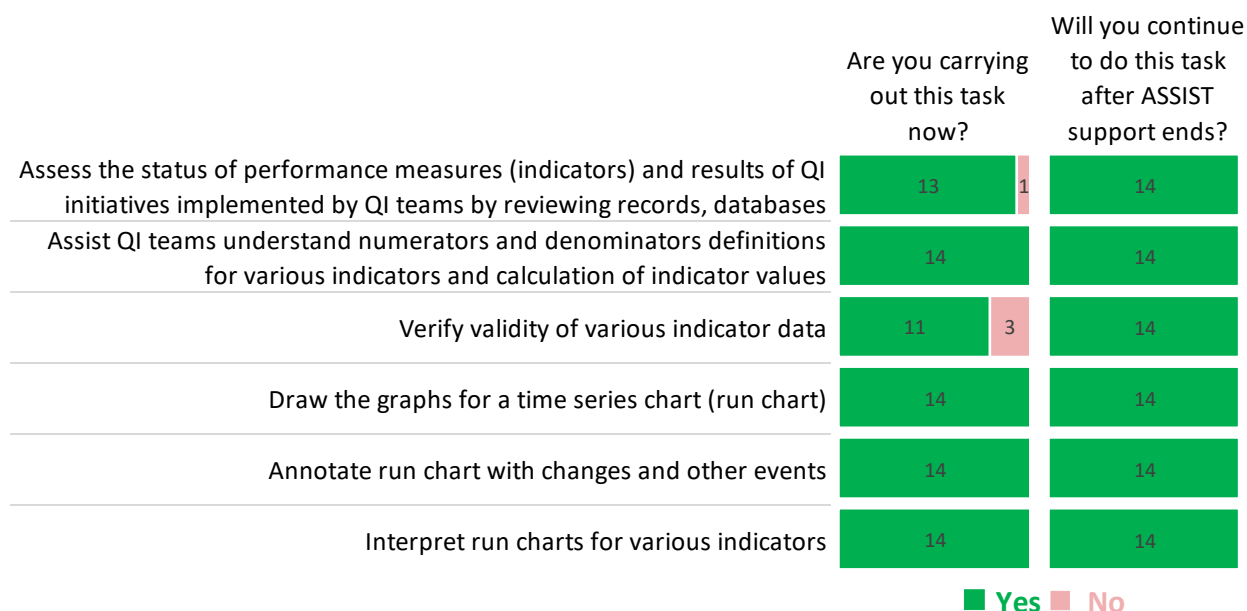 Are you carrying
out this task
now?
Will you continue
to do this task
after ASSIST
support ends?
Assess the status of performance measures (indicators) and results of QI
initiatives implemented by QI teams by reviewing records, databases
13
1
14
Assist QI teams understand numerators and denominators definitions
for various indicators and calculation of indicator values
14
14
Verify validity of various indicator data
11
3
14
Draw the graphs for a time series chart (run chart)
14
14
Annotate run chart with changes and other events
14
14
Interpret run charts for various indicators
14
14
Yes
No